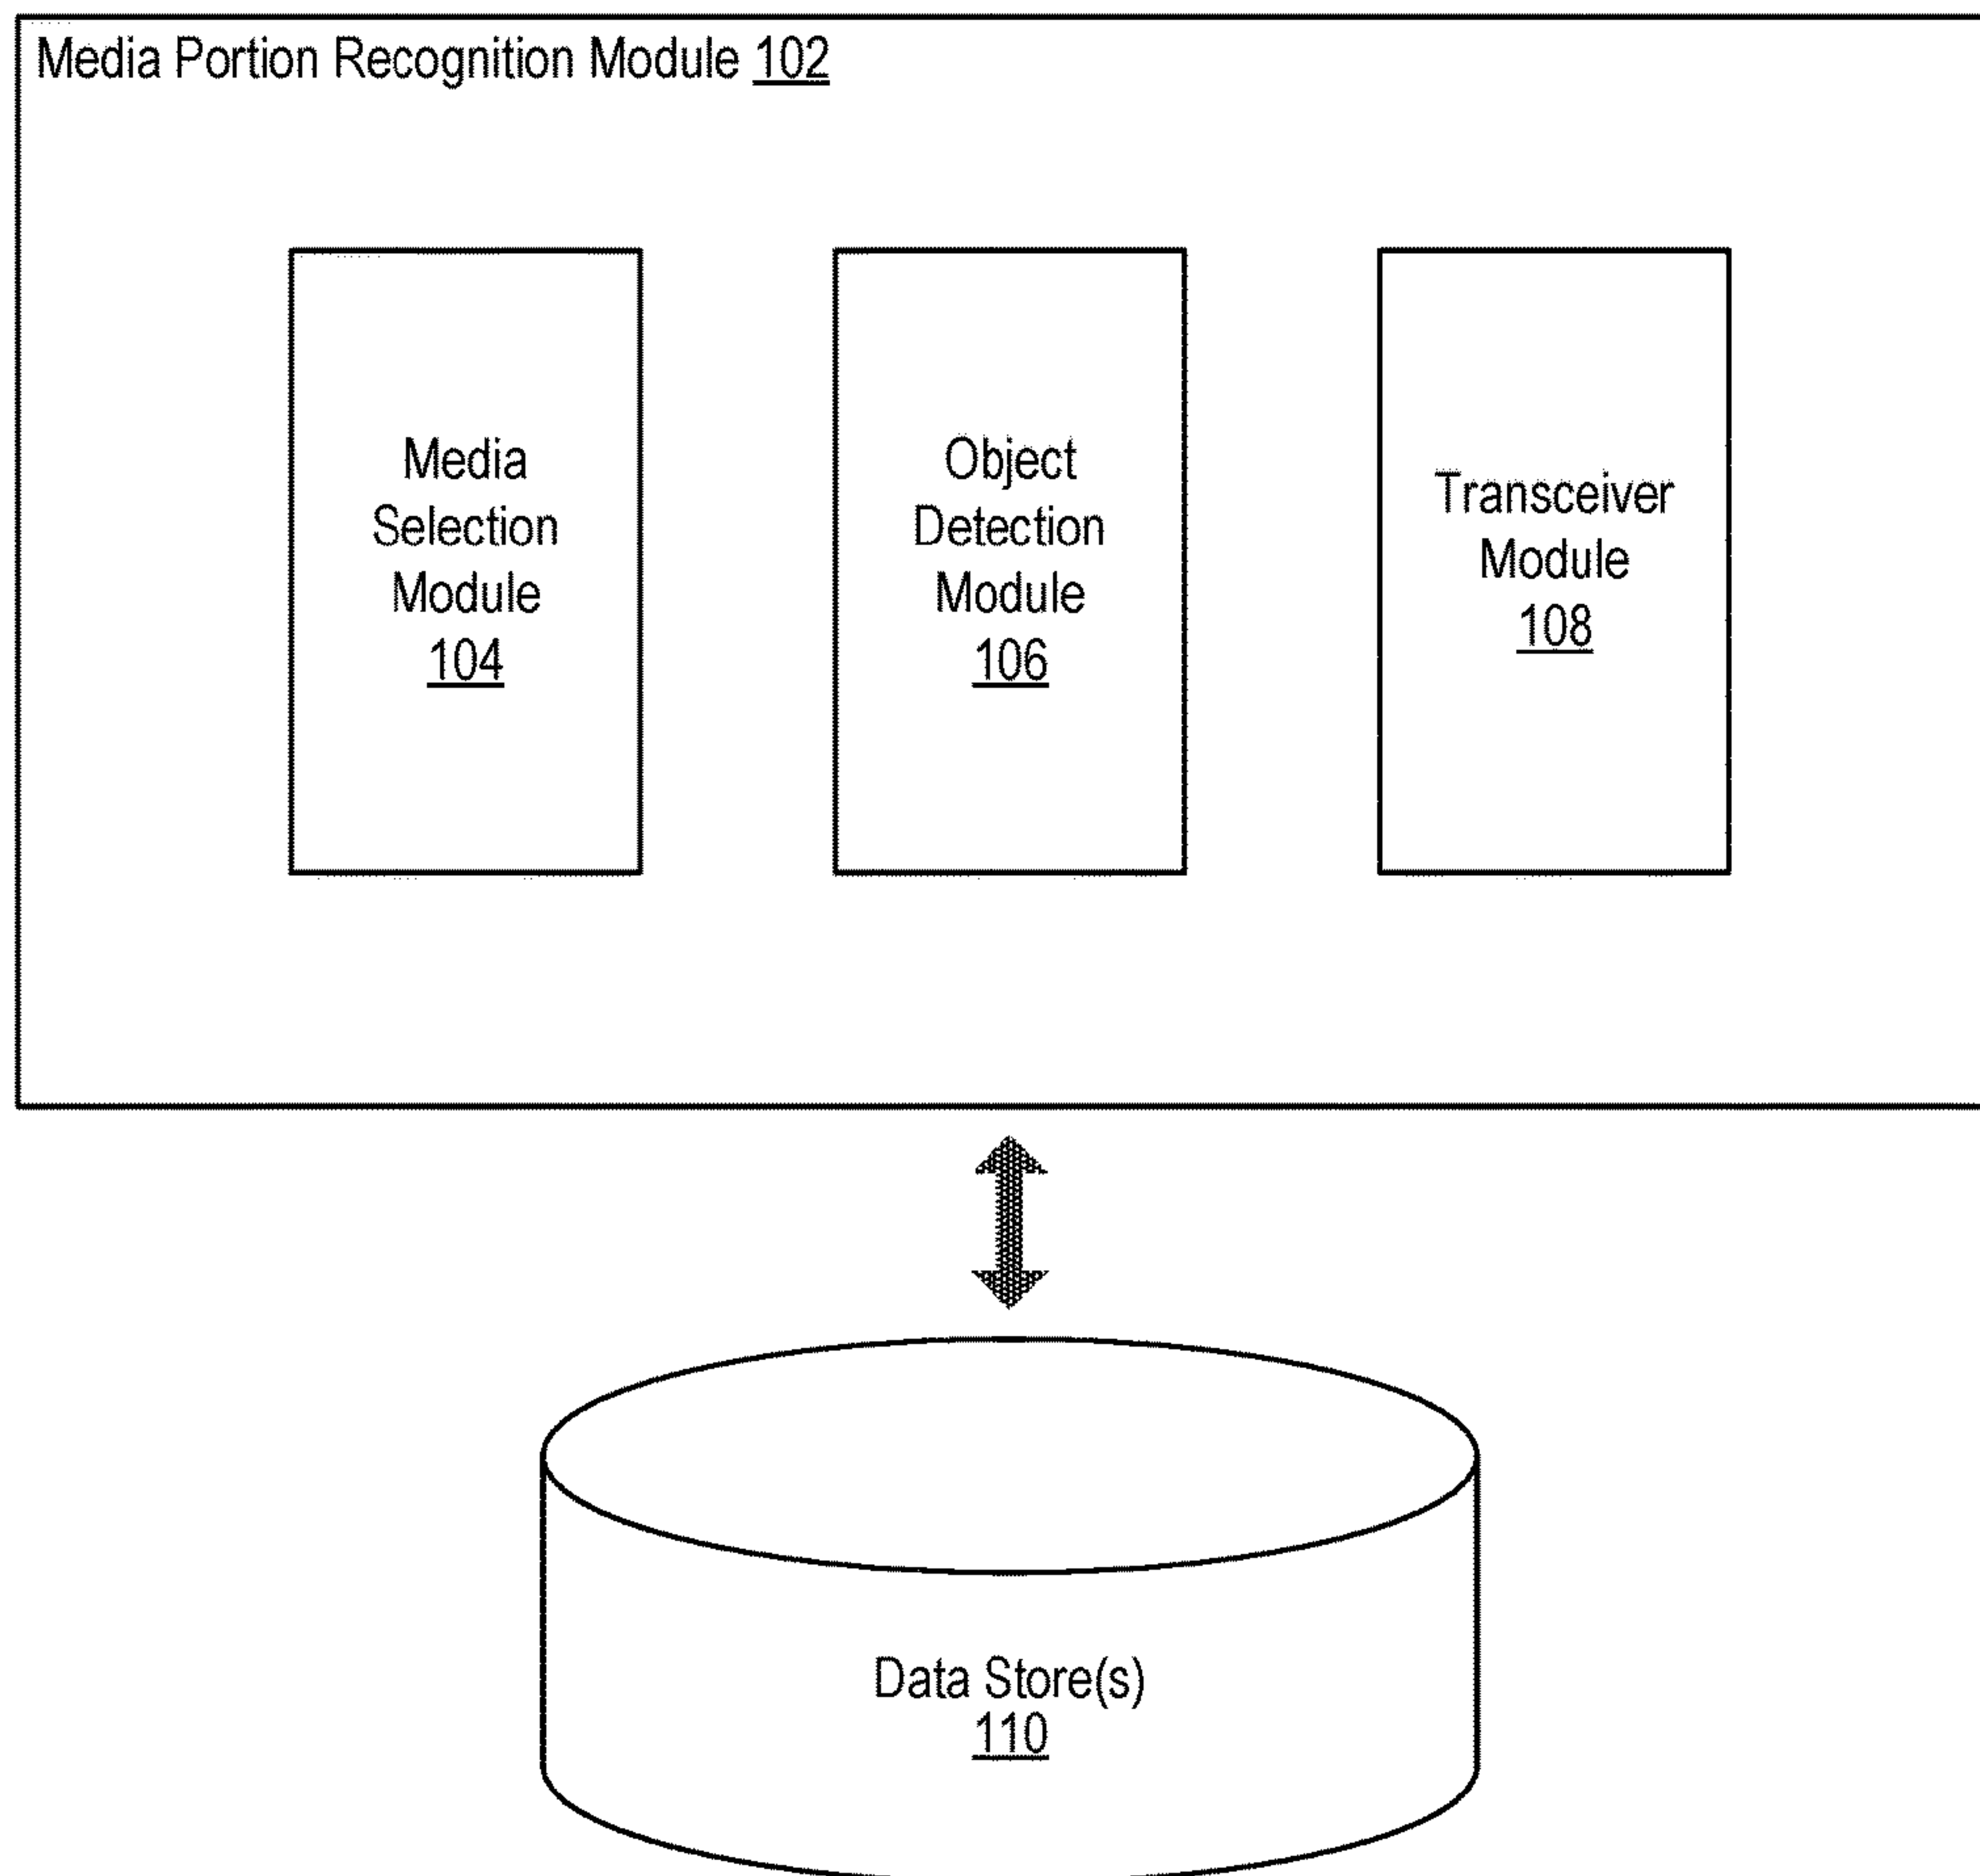 Media Portion Recognition Module 102
Media
Selection
Module
104
Object
Detection
Module
106
Transceiver
Module
108
Data Store(s)
110